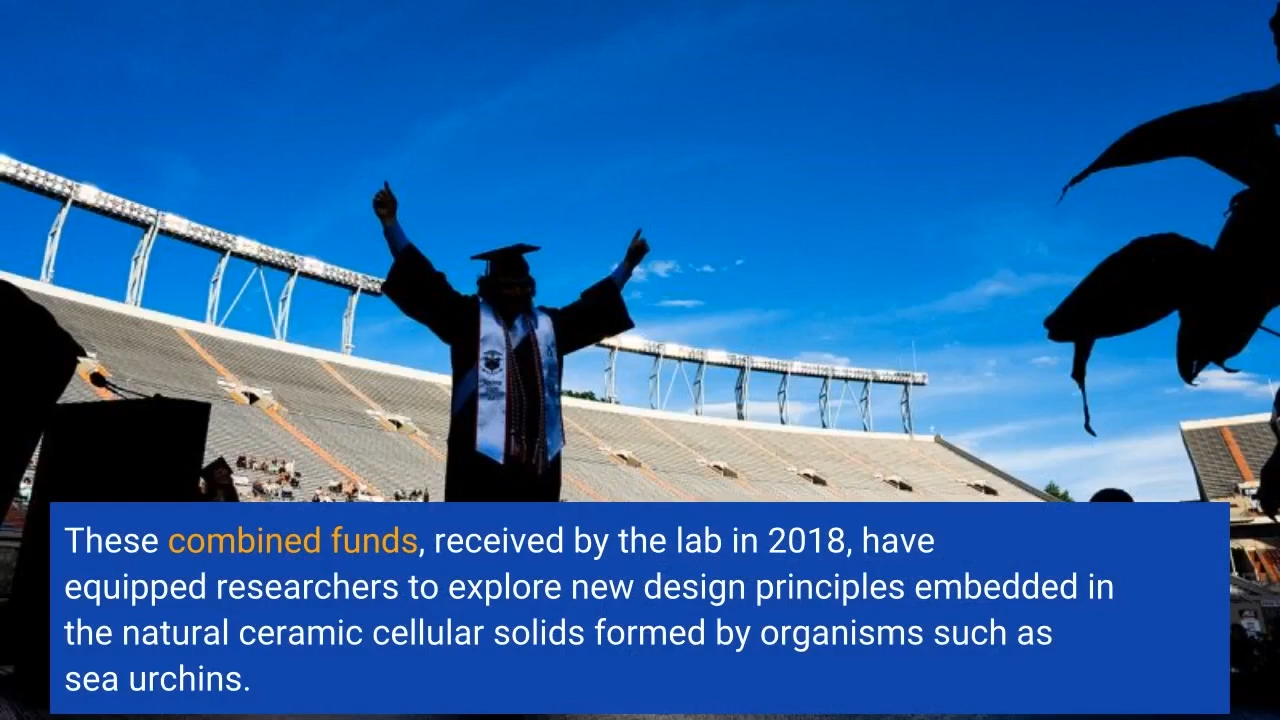 These combined funds, received by the lab in 2018, have
equipped researchers to explore new design principles embedded in
the natural ceramic cellular solids formed by organisms such as
sea urchins.